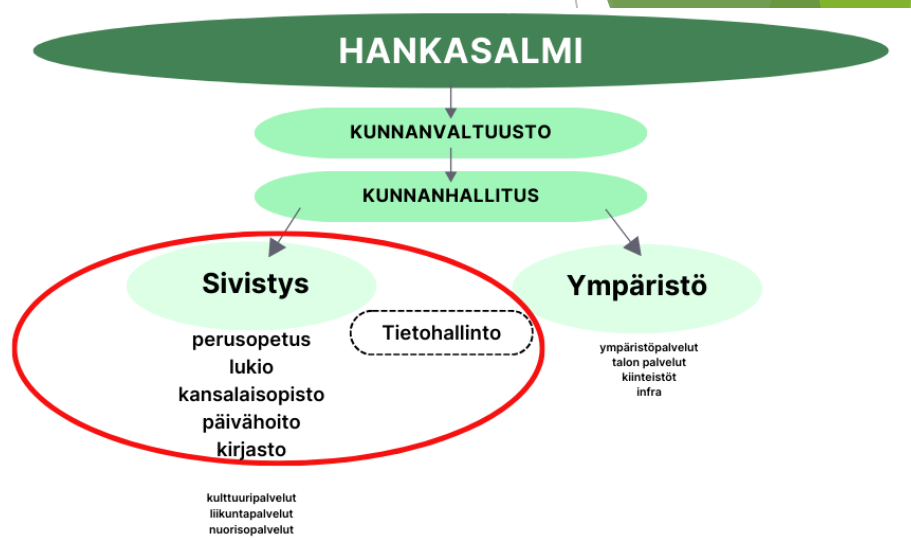 HANKASALMI
KUNNANVALTUUSTO
KUNNANHALLITUS
Sivistys
perusopetus
lukio
kansalaisopisto
päivähoito
kirjasto
kulttuuripalvelut
liikuntapalvelut
nuorisopalvelut
Tietohallinto
Ympäristö
ympäristöpalvelut
talon palvelut
kiinteistöt
infra